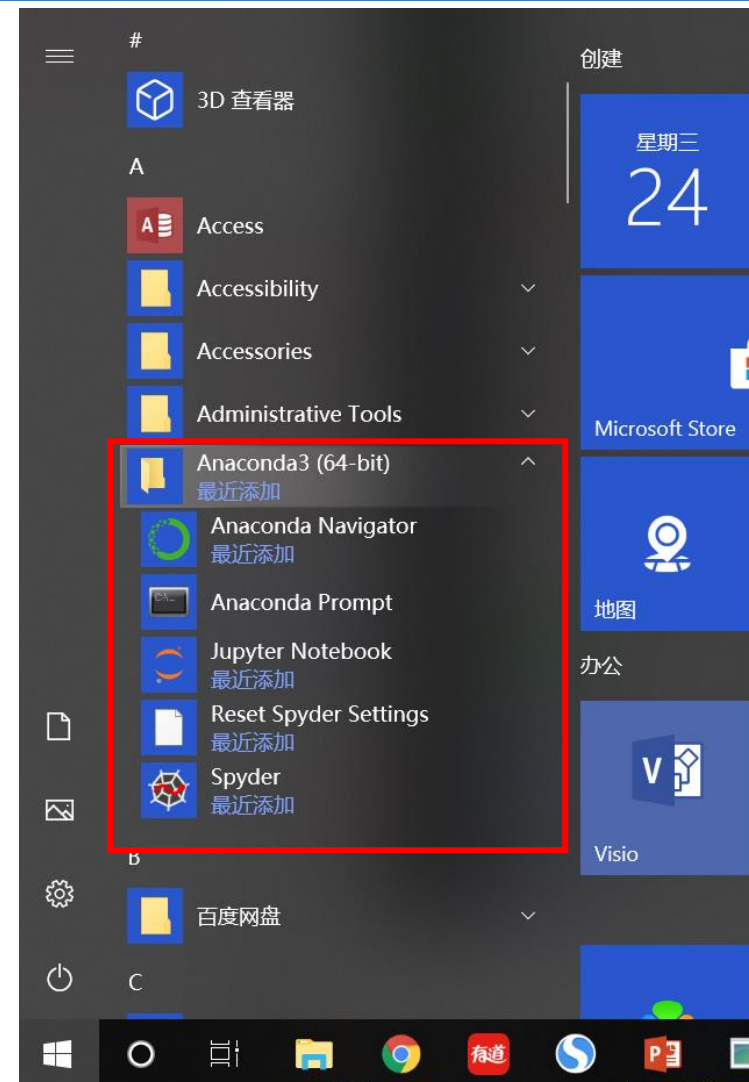 #
3D 查看器
A
Access
Accessibility
Accessories
Administrative Tools
Anaconda3 (64-bit)
最近添加
Anaconda Navigator
最近添加
Anaconda Prompt
Jupyter Notebook
最近添加
Reset Spyder Settings
最近添加
Spyder
最近添加
B
百度网盘
C
创建
星期三
24
Microsoft Store
地图
办公
Visio
有道